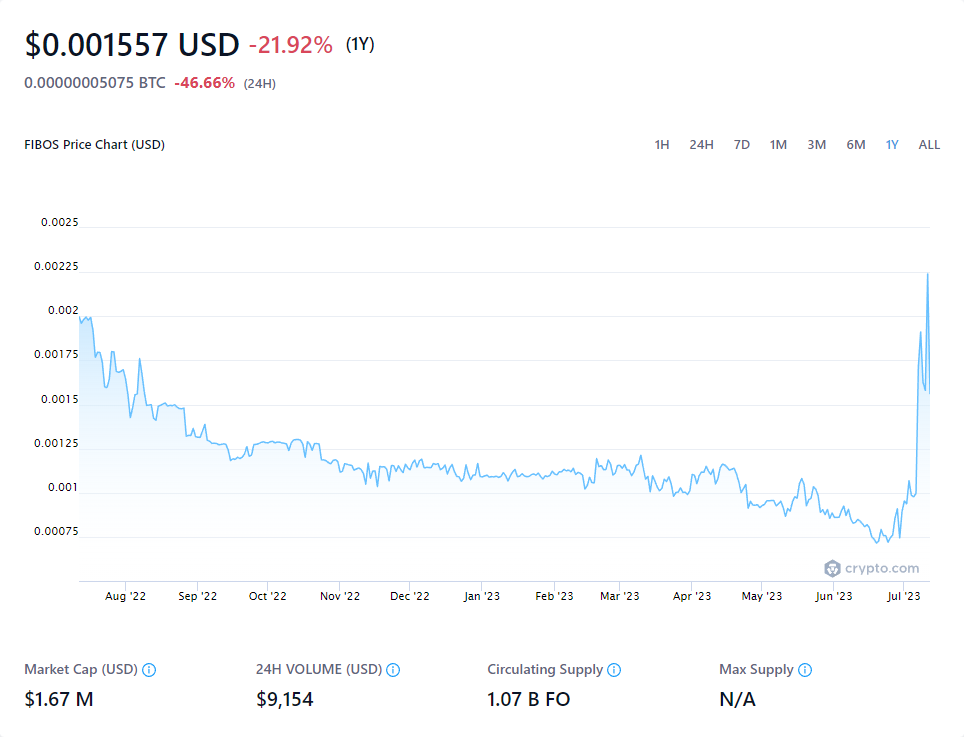 $0.001557 USD -21.92% (1Y)
0.00000005075 BTC -46.66% (24H)
FIBOS Price Chart (USD) 1H 24H 7D 1M 3M 6M 1Y ALL
0.0025
0.00225
0.002
0.00175
0.0015
0.00125
0.001
0.00075
crypto.com
Aug '22 Sep '22 Oct '22 Nov '22 Dec '22 Jan '23 Feb '23 Mar '23 Apr '23 May '23 Jun '23 Jul '23
Market Cap (USD) 24H VOLUME (USD) Circulating Supply Max Supply
$1.67 M $9,154 1.07 B FO N/A